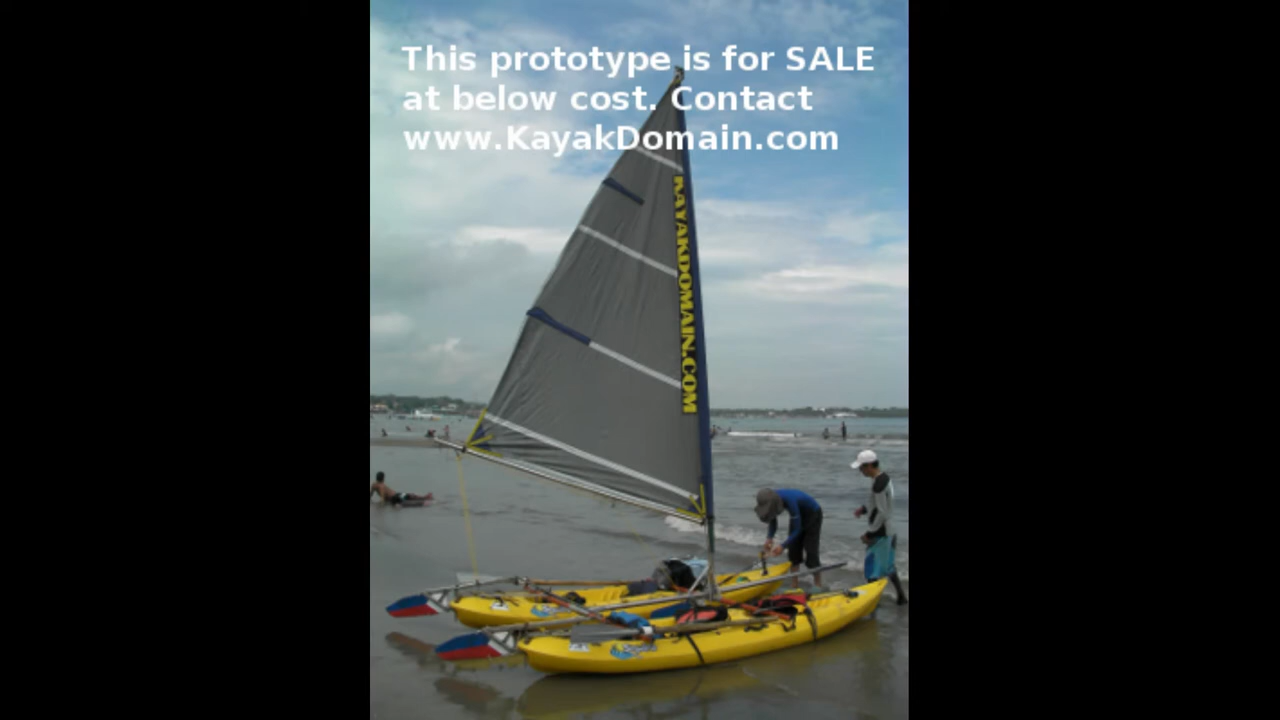 This prototype is for SALE
at below cost. Contact
www.KayakDomain.com
KAYAKDOMAIN.COM